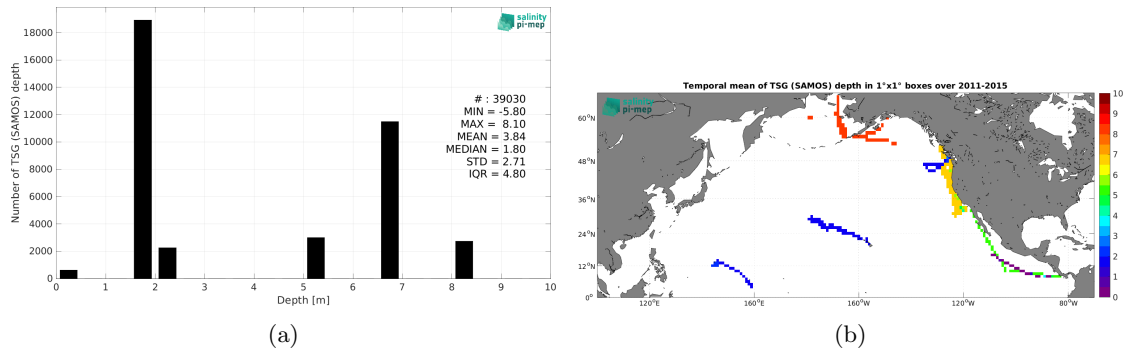 salinity
pi-mep
18000
16000
14000
12000
10000
8000
6000
4000
2000
0
Number of TSG (SAMOS) depth
# : 39030
MIN = -5.80
MAX = 8.10
MEAN = 3.84
MEDIAN = 1.80
STD = 2.71
IQR = 4.80
0 1 2 3 4 5 6 7 8 9 10
Depth [m]
(a)
Temporal mean of TSG (SAMOS) depth in 1°x1° boxes over 2011-2015
salinity
pi-mep
60°N
48°N
36°N
24°N
12°N
0°
120°E 160°E 160°W 120°W 80°W
10
9
8
7
6
5
4
3
2
1
0
(b)